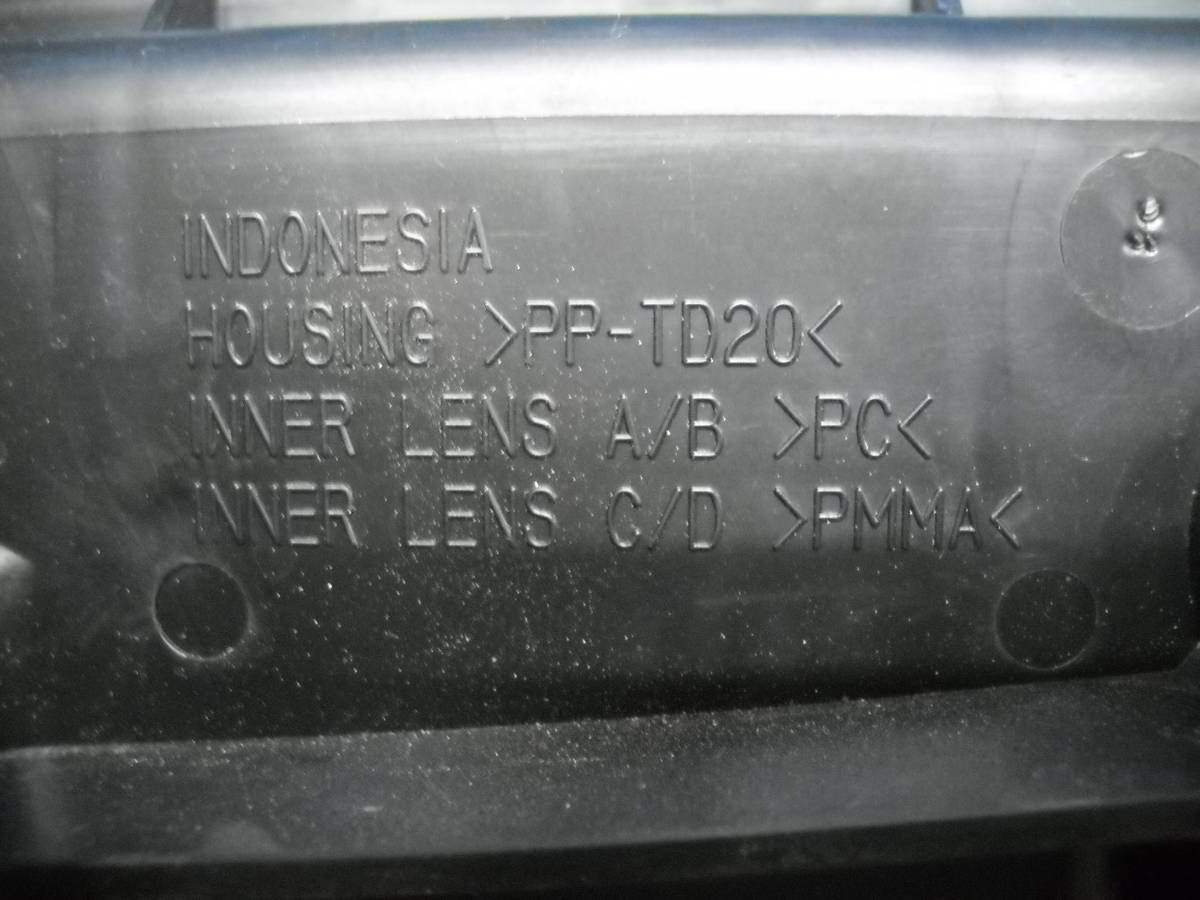 INDONESIA
HOUSING >PP-TD20<
INNER LENS A/B >PC<
INNER LENS C/D >PMMA<